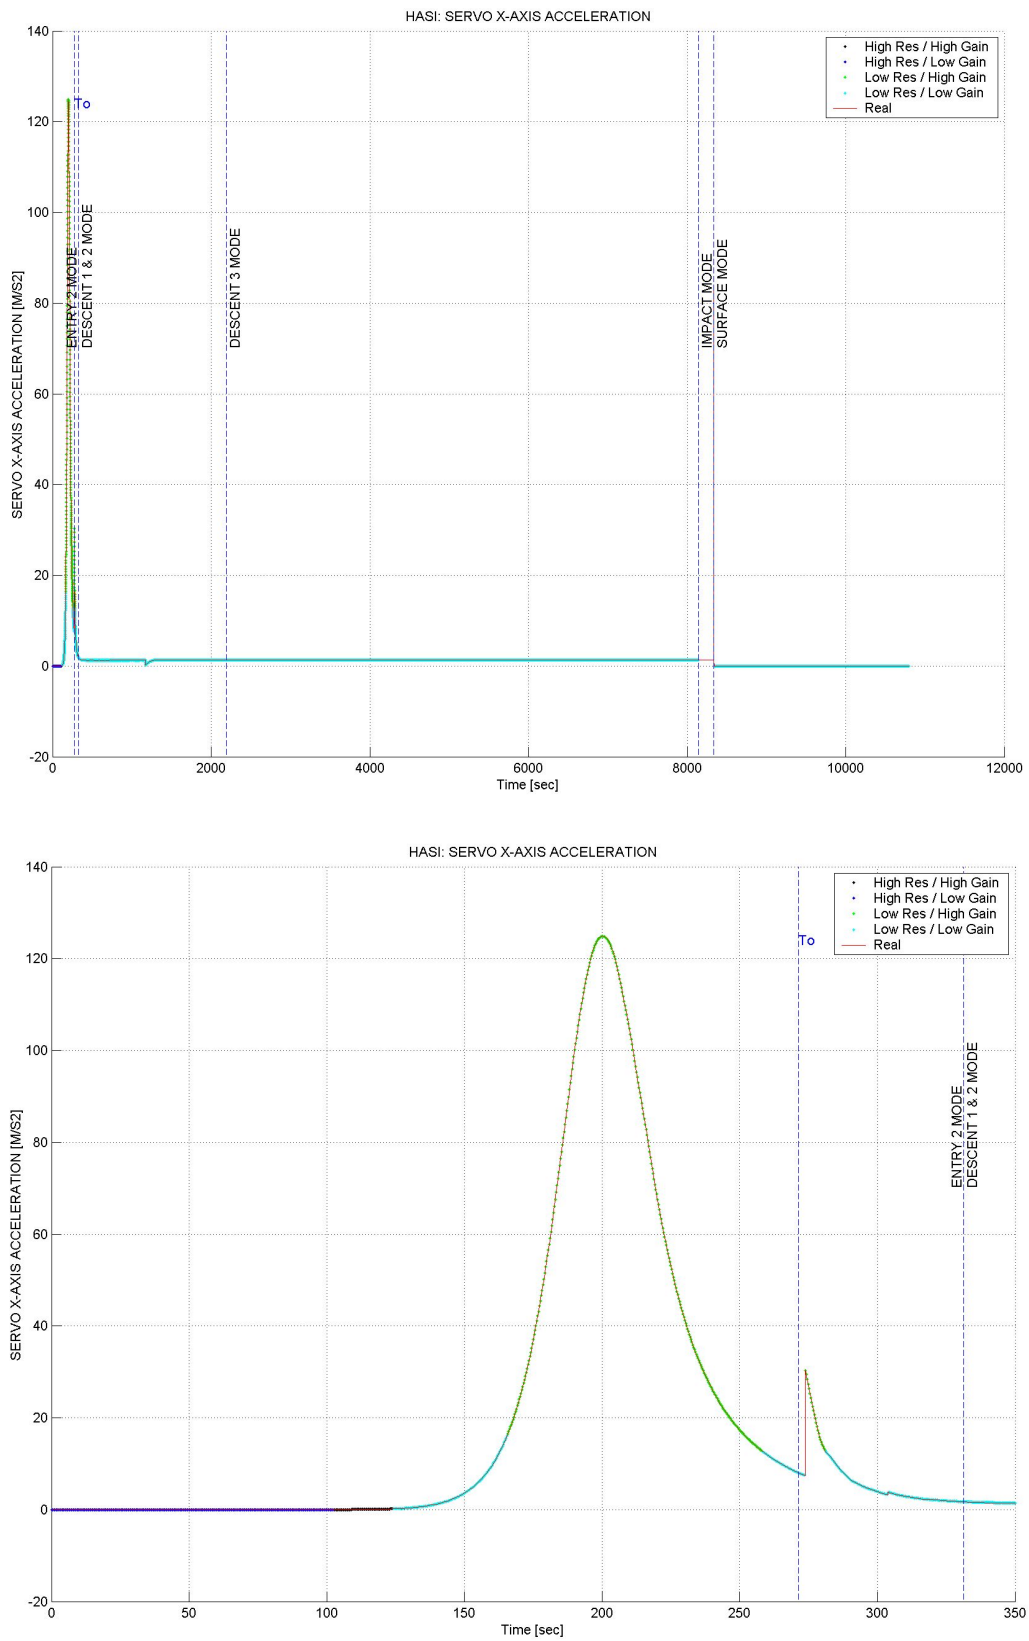 HASI: SERVO X-AXIS ACCELERATION
140
120
100
80
60
40
20
0
-20
SERVO X-AXIS ACCELERATION [M/S2]
To
ENTRY 2 MODE
DESCENT 1 & 2 MODE
DESCENT 3 MODE
IMPACT MODE
SURFACE MODE
High Res / High Gain
High Res / Low Gain
Low Res / High Gain
Low Res / Low Gain
Real
0 2000 4000 6000 8000 10000 12000
Time [sec]
HASI: SERVO X-AXIS ACCELERATION
140
120
100
80
60
40
20
0
-20
SERVO X-AXIS ACCELERATION [M/S2]
High Res / High Gain
High Res / Low Gain
Low Res / High Gain
Low Res / Low Gain
Real
To
ENTRY 2 MODE
DESCENT 1 & 2 MODE
0 50 100 150 200 250 300 350
Time [sec]